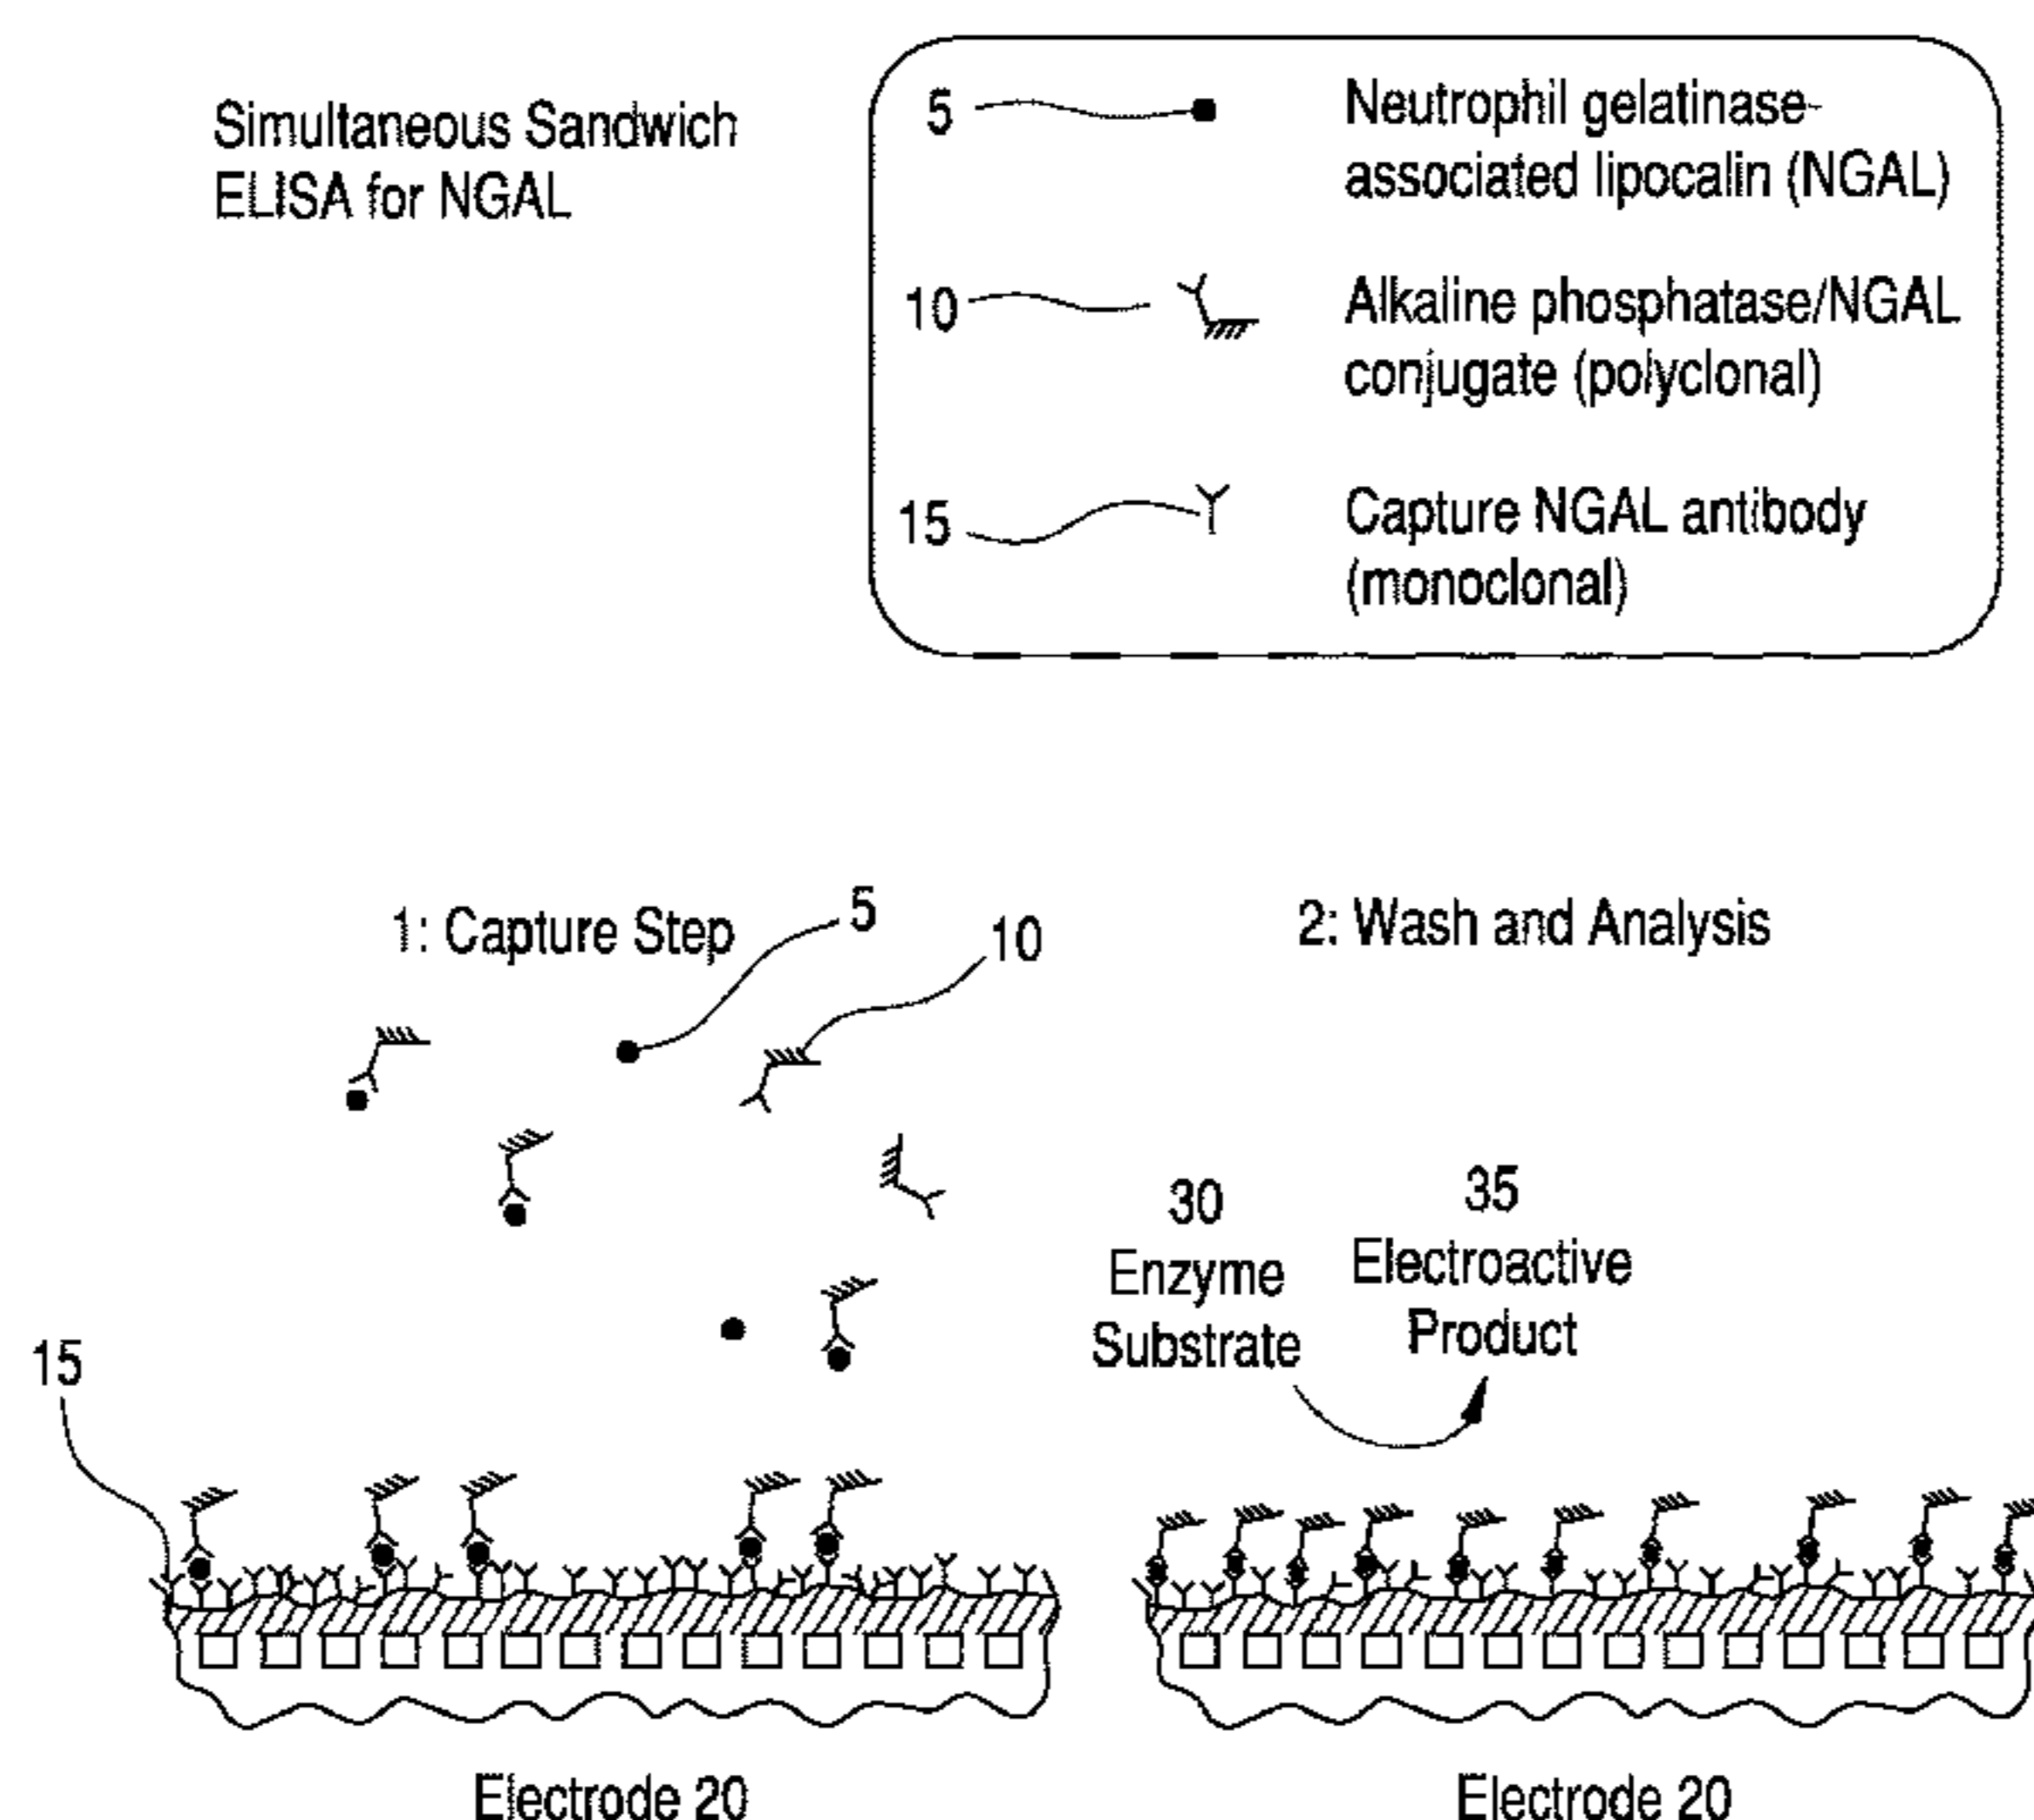 Simultaneous Sandwich
ELISA for NGAL
5
Neutrophil gelatinase-
associated lipocalin (NGAL)
10
Alkaline phosphatase/NGAL
conjugate (polyclonal)
15
Capture NGAL antibody
(monoclonal)
1: Capture Step
5
10
2: Wash and Analysis
30
Enzyme
Substrate
35
Electroactive
Product
15
Electrode 20
Electrode 20